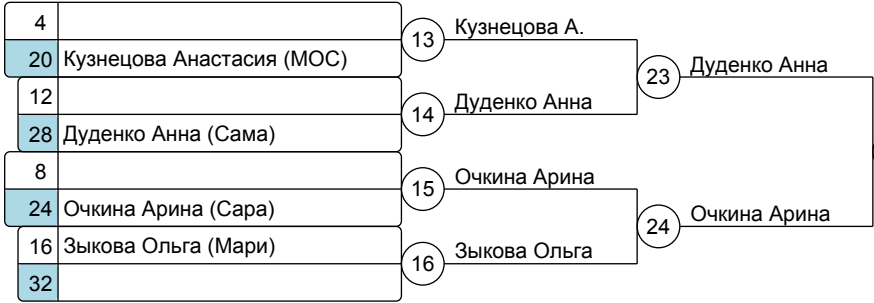 4
13
Кузнецова А.
20 Кузнецова Анастасия (МОС)
23
Дуденко Анна
12
14
Дуденко Анна
28 Дуденко Анна (Сама)
8
15
Очкина Арина
24 Очкина Арина (Сара)
24
Очкина Арина
16 Зыкова Ольга (Мари)
16
Зыкова Ольга
32